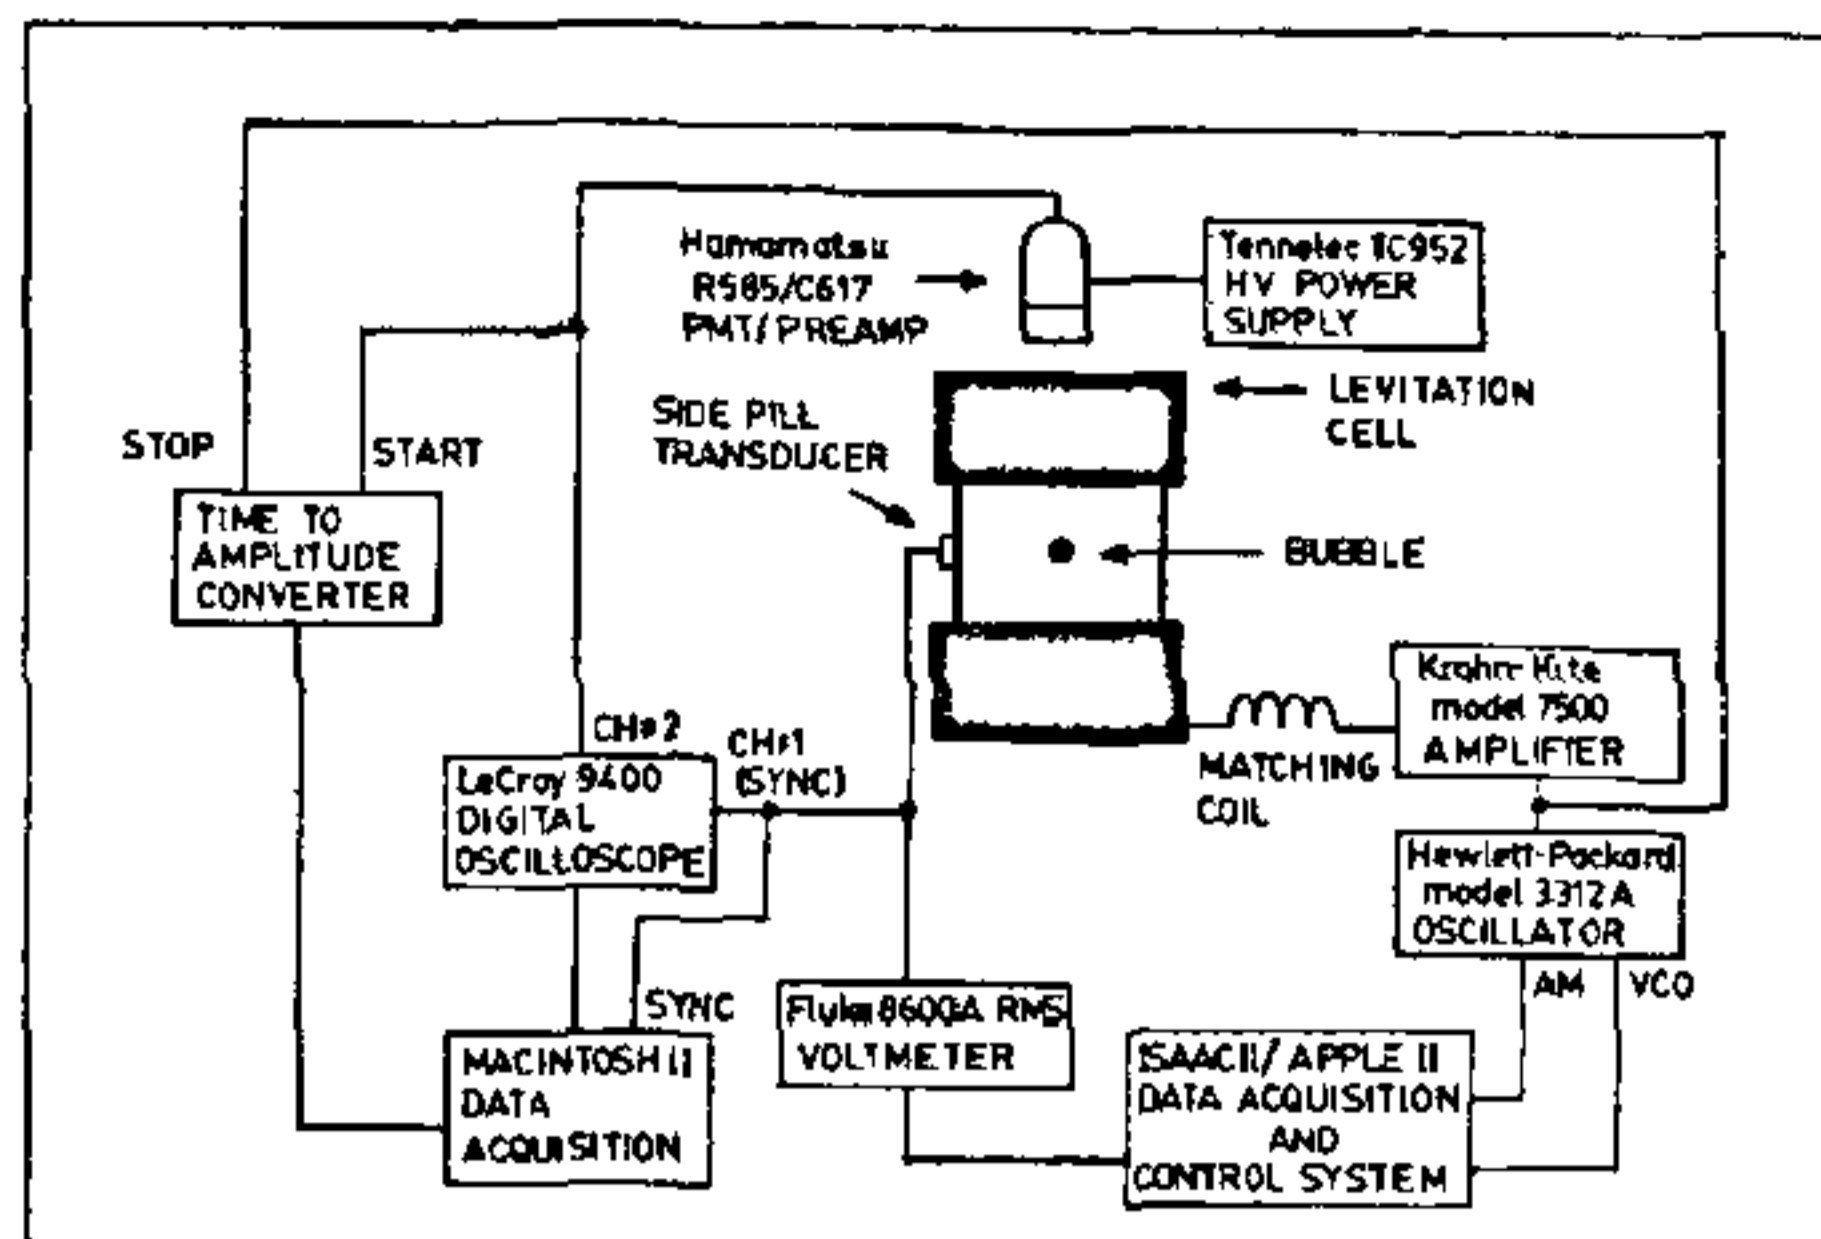 Hamamatsu
R585/C617
PMT/PREAMP
Tennelec TC952
HV POWER
SUPPLY
LEVITATION
CELL
SIDE PILL
TRANSDUCER
STOP
START
TIME TO
AMPLITUDE
CONVERTER
BUBBLE
Krohn-Hite
model 7500
AMPLIFIER
MATCHING
COIL
CH#2
CH#1
(SYNC)
LeCroy 9400
DIGITAL
OSCILLOSCOPE
Hewlett-Packard
model 3312A
OSCILLATOR
AM
VCO
SYNC
Fluke 8600A RMS
VOLTMETER
MACINTOSH II
DATA
ACQUISITION
ISAACII/APPLE II
DATA ACQUISITION
AND
CONTROL SYSTEM